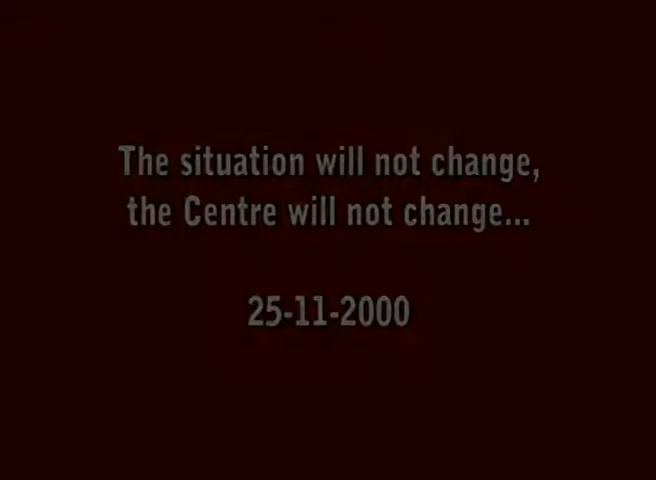 The situation will not change,
the Centre will not change...
25-11-2000